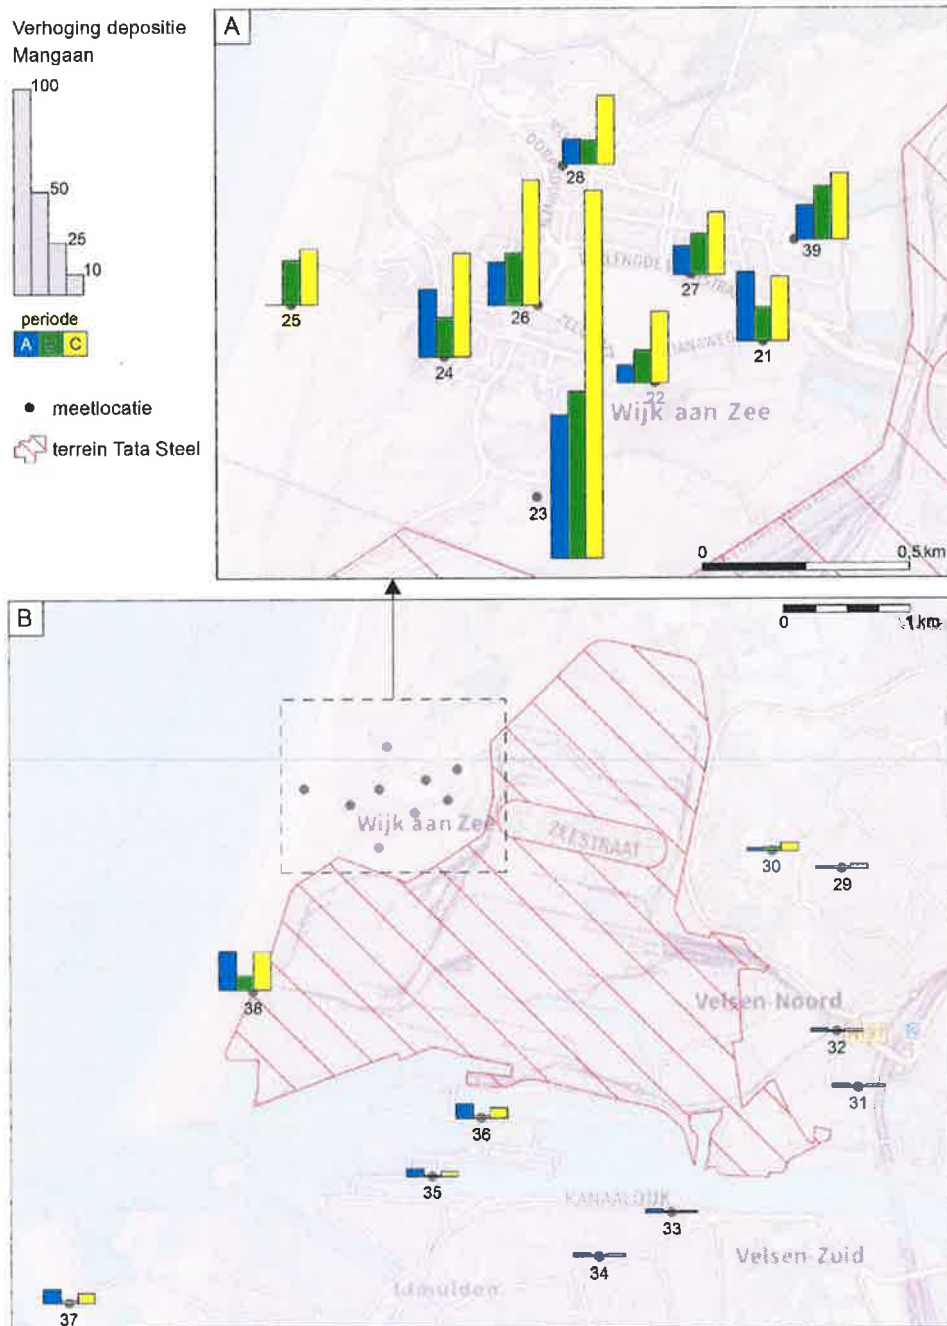 Verhoging depositie
Mangaan
100
50
25
10
periode
A
C
meetlocatie
terrein Tata Steel
A
28
39
25
26
27
24
21
22
Wijk aan Zee
23
0
0,5 km
B
0
1 km
Wijk aan Zee
ZEESTRAAT
30
29
38
Velsen-Noord
32
31
36
35
KANAALDIJK
33
34
Velsen-Zuid
IJmuiden
37